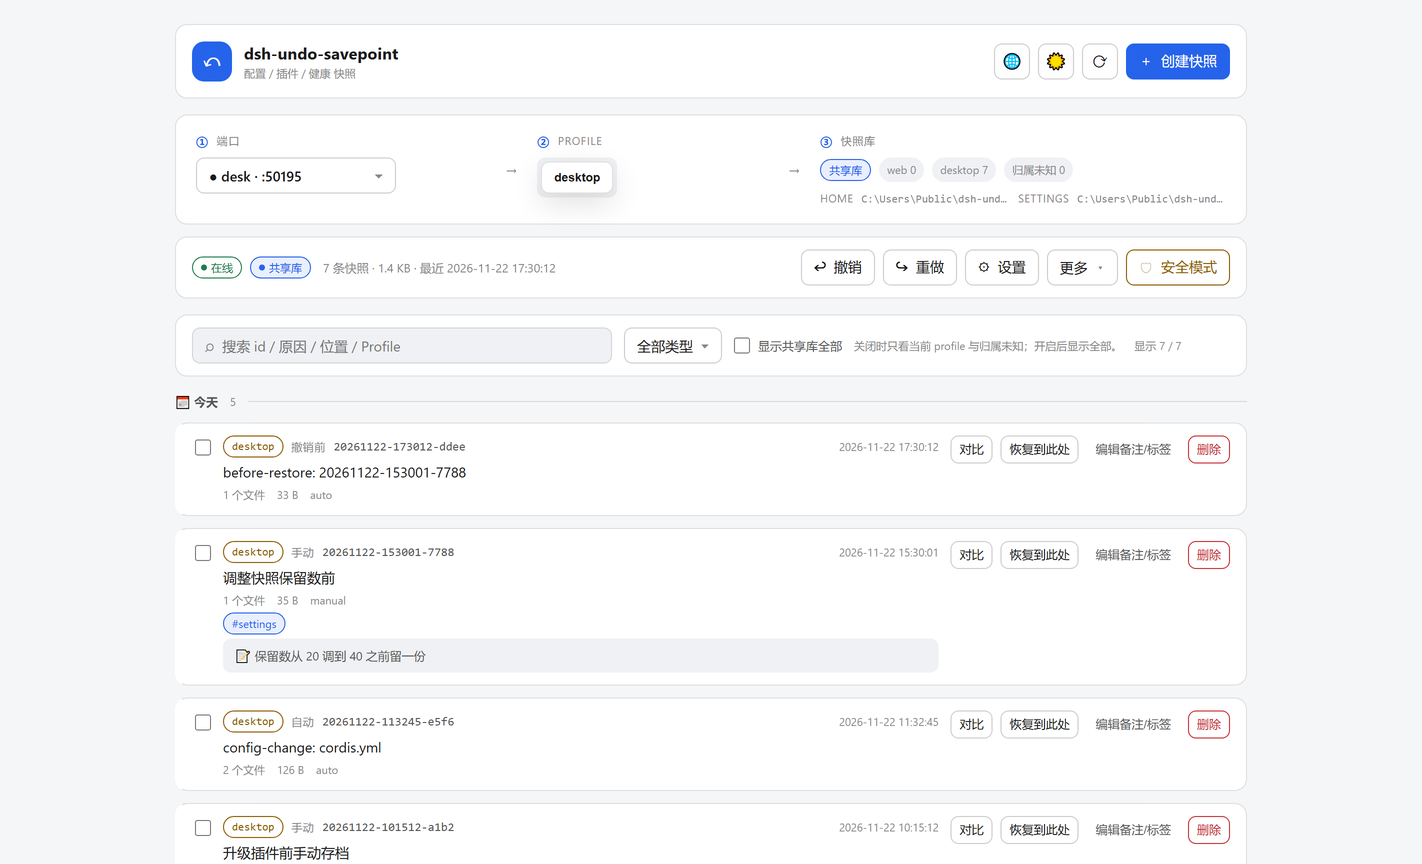 dsh-undo-savepoint
配置 / 插件 / 健康 快照
+ 创建快照
① 端口
● desk · :50195
→
② PROFILE
desktop
→
③ 快照库
共享库 web 0 desktop 7 归属未知 0
HOME C:\Users\Public\dsh-und… SETTINGS C:\Users\Public\dsh-und…
● 在线 ● 共享库 7 条快照 · 1.4 KB · 最近 2026-11-22 17:30:12
↩ 撤销 ↪ 重做 ⚙ 设置 更多 安全模式
搜索 id / 原因 / 位置 / Profile
全部类型
显示共享库全部 关闭时只看当前 profile 与归属未知；开启后显示全部。 显示 7 / 7
今天 5
desktop 撤销前 20261122-173012-ddee 2026-11-22 17:30:12 对比 恢复到此处 编辑备注/标签 删除
before-restore: 20261122-153001-7788
1 个文件 33 B auto
desktop 手动 20261122-153001-7788 2026-11-22 15:30:01 对比 恢复到此处 编辑备注/标签 删除
调整快照保留数前
1 个文件 35 B manual
#settings
保留数从 20 调到 40 之前留一份
desktop 自动 20261122-113245-e5f6 2026-11-22 11:32:45 对比 恢复到此处 编辑备注/标签 删除
config-change: cordis.yml
2 个文件 126 B auto
desktop 手动 20261122-101512-a1b2 2026-11-22 10:15:12 对比 恢复到此处 编辑备注/标签 删除
升级插件前手动存档